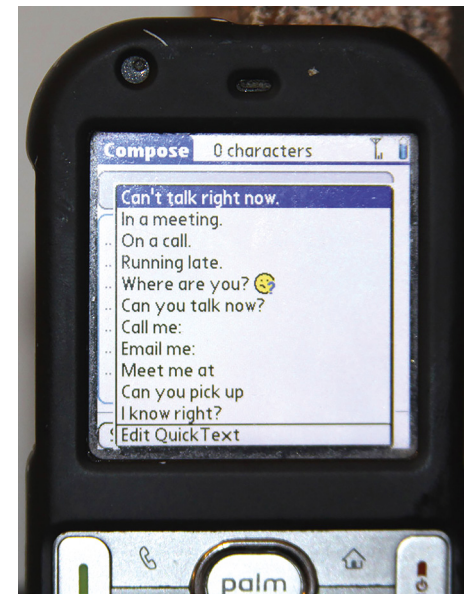 Compose 0 characters
Can't talk right now.
In a meeting.
On a call.
Running late.
Where are you?
Can you talk now?
Call me:
Email me:
Meet me at
Can you pick up
I know right?
Edit QuickText
palm